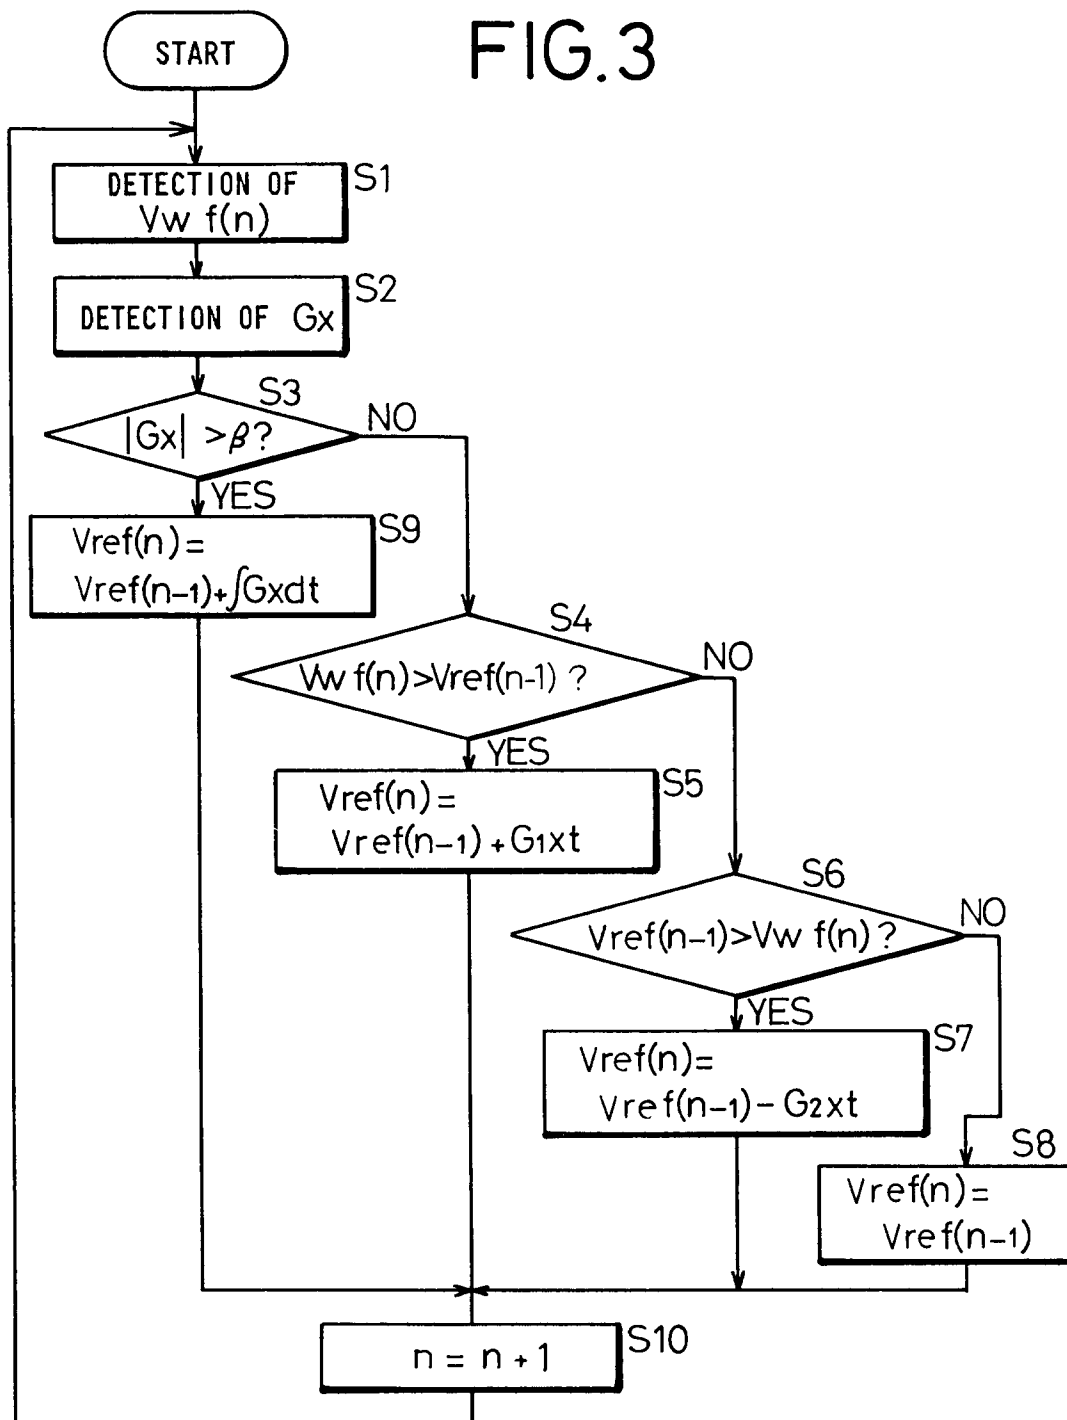 FIG.3
START
DETECTION OF
Vw f(n)
S1
DETECTION OF Gx
S2
|Gx| >β?
S3
NO
YES
Vref(n)=
Vref(n-1)+∫Gxdt
S9
Vw f(n)>Vref(n-1) ?
S4
NO
YES
Vref(n)=
Vref(n-1)+G1xt
S5
Vref(n-1)>Vw f(n) ?
S6
NO
YES
Vref(n)=
Vref(n-1)-G2xt
S7
Vref(n)=
Vref(n-1)
S8
n = n + 1
S10